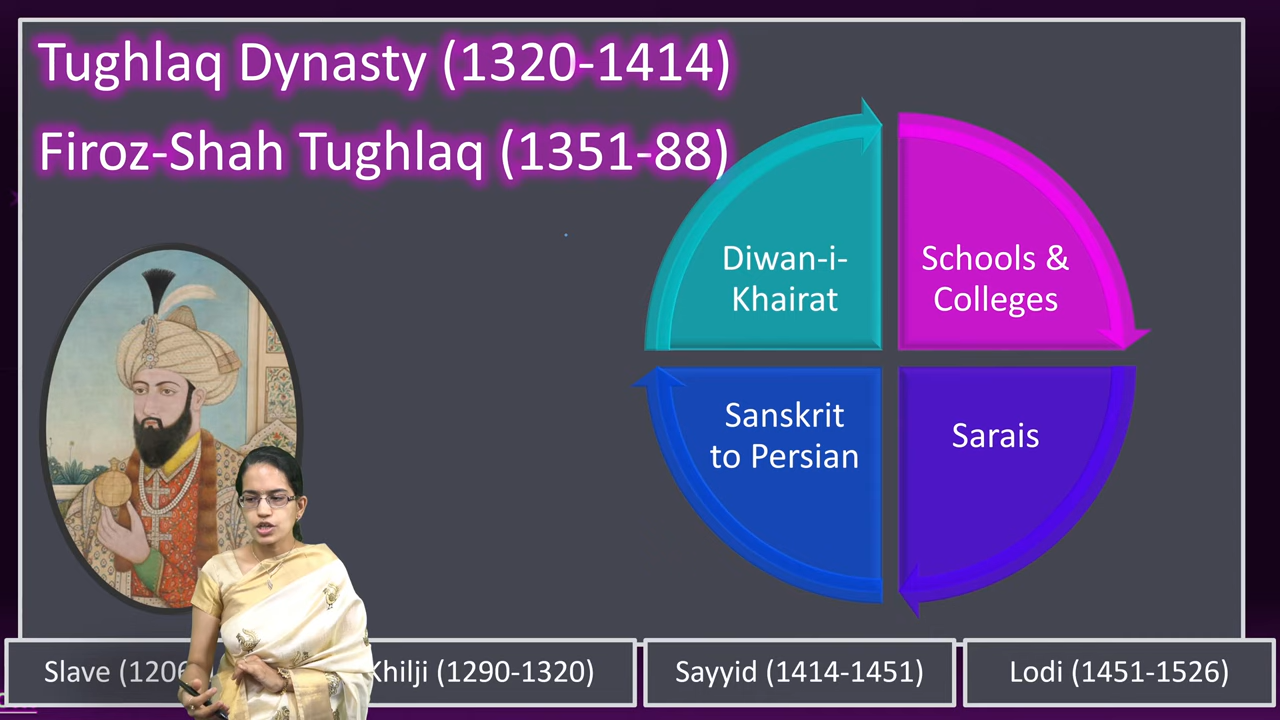 Tughlaq Dynasty (1320-1414)
Firoz-Shah Tughlaq (1351-88)
Diwan-i-
Khairat
Schools &
Colleges
Sanskrit
to Persian
Sarais
Slave (1206
Khilji (1290-1320)
Sayyid (1414-1451)
Lodi (1451-1526)